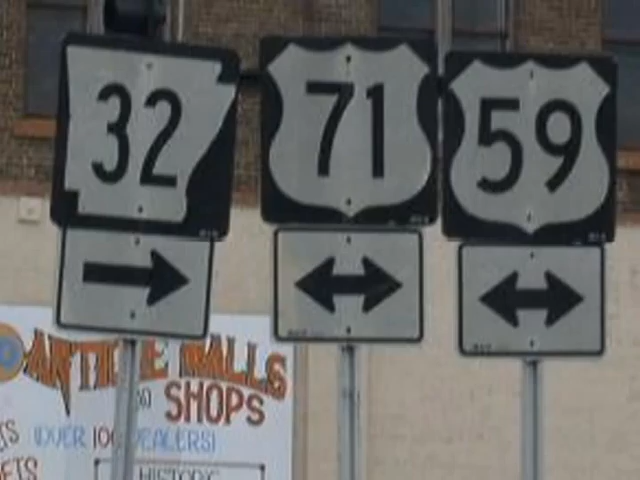 32
71
59
ANTIQUE MALLS
SHOPS
OVER 100 DEALERS!
HISTORIC